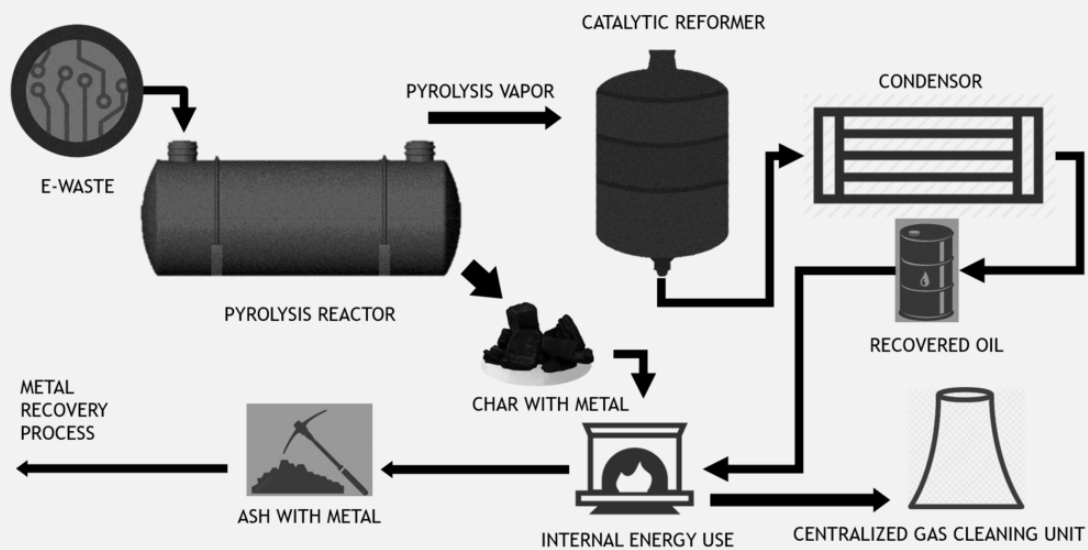 CATALYTIC REFORMER
CONDENSOR
PYROLYSIS VAPOR
E-WASTE
PYROLYSIS REACTOR
RECOVERED OIL
CHAR WITH METAL
METAL
RECOVERY
PROCESS
ASH WITH METAL
INTERNAL ENERGY USE
CENTRALIZED GAS CLEANING UNIT